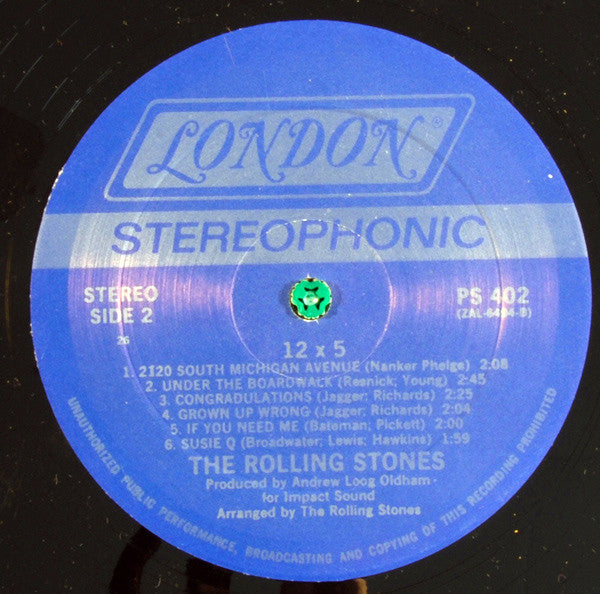 LONDON®
STEREOPHONIC
STEREO
SIDE 2
PS 402
(ZAL-6494-B)
26
12 x 5
1. 2120 SOUTH MICHIGAN AVENUE (Nanker Phelge) 2:08
2. UNDER THE BOARDWALK (Resnick; Young) 2:45
3. CONGRADULATIONS (Jagger; Richards) 2:25
4. GROWN UP WRONG (Jagger; Richards) 2:04
5. IF YOU NEED ME (Bateman; Pickett) 2:00
6. SUSIE Q (Broadwater; Lewis; Hawkins) 1:59
THE ROLLING STONES
Produced by Andrew Loog Oldham -
for Impact Sound
Arranged by The Rolling Stones
UNAUTHORIZED PUBLIC PERFORMANCE, BROADCASTING AND COPYING OF THIS RECORDING PROHIBITED